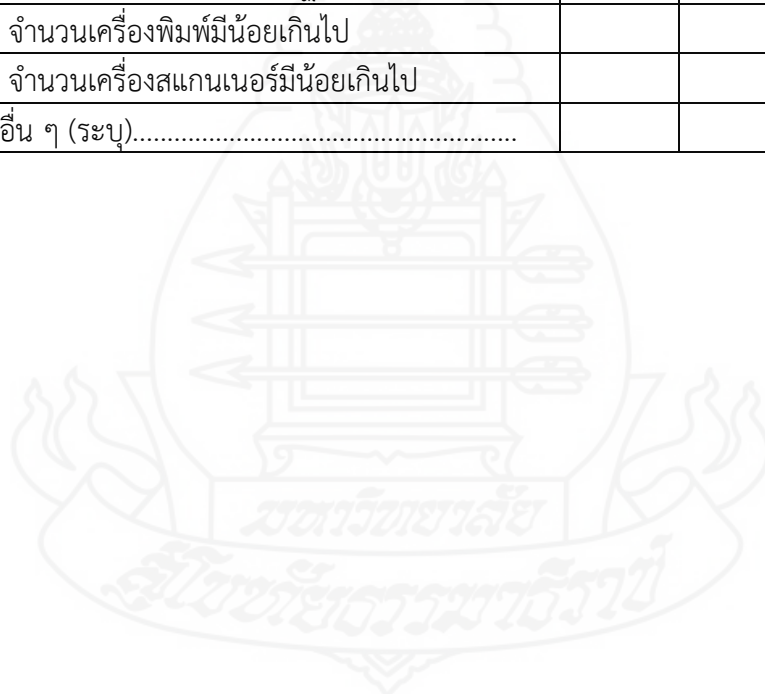 จำนวนเครื่องพิมพ์มีน้อยเกินไป
จำนวนเครื่องสแกนเนอร์มีน้อยเกินไป
อื่น ๆ (ระบุ)........................................................
มหาวิทยาลัย
สุโขทัยธรรมาธิราช